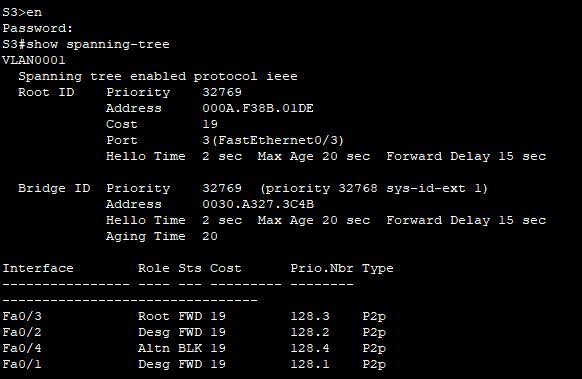 S3>en
Password:
S3#show spanning-tree
VLAN0001
  Spanning tree enabled protocol ieee
  Root ID    Priority    32769
             Address     000A.F38B.01DE
             Cost        19
             Port        3(FastEthernet0/3)
             Hello Time  2 sec  Max Age 20 sec  Forward Delay 15 sec

  Bridge ID  Priority    32769  (priority 32768 sys-id-ext 1)
             Address     0030.A327.3C4B
             Hello Time  2 sec  Max Age 20 sec  Forward Delay 15 sec
             Aging Time  20

Interface        Role Sts Cost      Prio.Nbr Type
---------------- ---- --- --------- --------
--------------------------------
Fa0/3            Root FWD 19        128.3    P2p
Fa0/2            Desg FWD 19        128.2    P2p
Fa0/4            Altn BLK 19        128.4    P2p
Fa0/1            Desg FWD 19        128.1    P2p